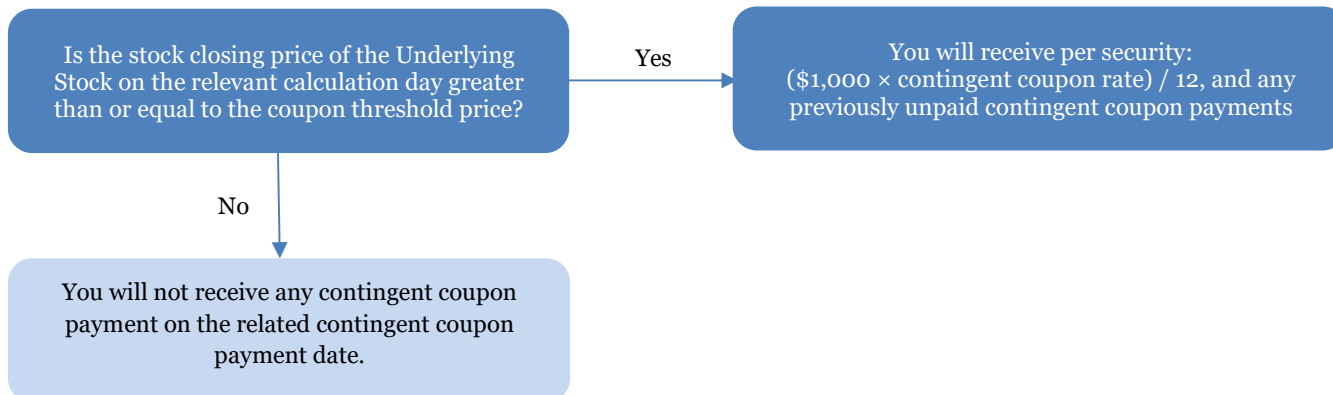 Is the stock closing price of the Underlying
Stock on the relevant calculation day greater
than or equal to the coupon threshold price?
Yes
You will receive per security:
($1,000 × contingent coupon rate) / 12, and any
previously unpaid contingent coupon payments
No
You will not receive any contingent coupon
payment on the related contingent coupon
payment date.